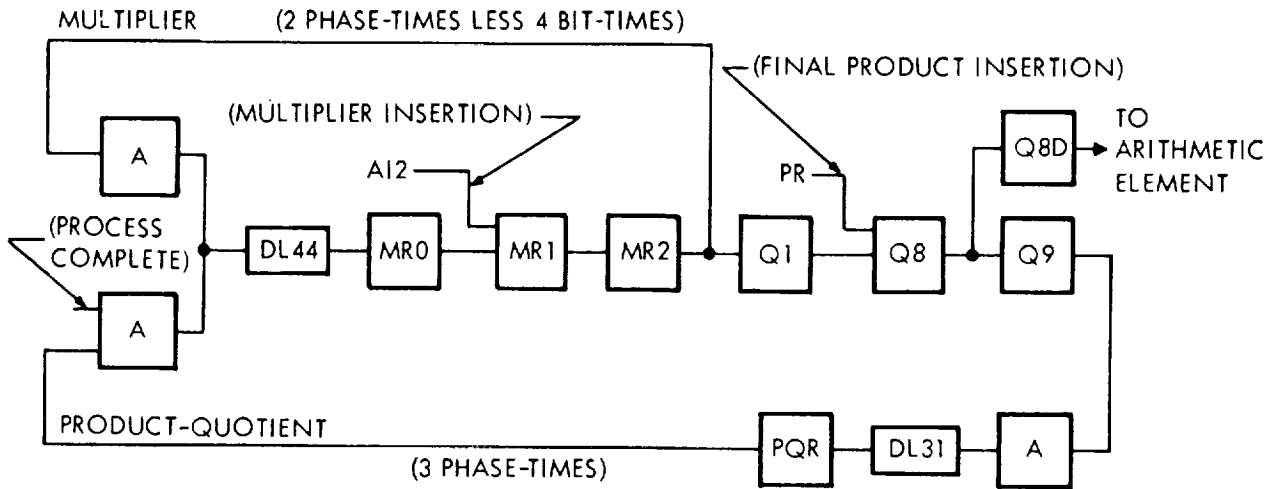 MULTIPLIER (2 PHASE-TIMES LESS 4 BIT-TIMES)
(FINAL PRODUCT INSERTION)
(MULTIPLIER INSERTION)
A
AI2
PR
Q8D
TO
ARITHMETIC
ELEMENT
(PROCESS
COMPLETE)
DL44
MR0
MR1
MR2
Q1
Q8
Q9
A
PRODUCT-QUOTIENT
(3 PHASE-TIMES)
PQR
DL31
A